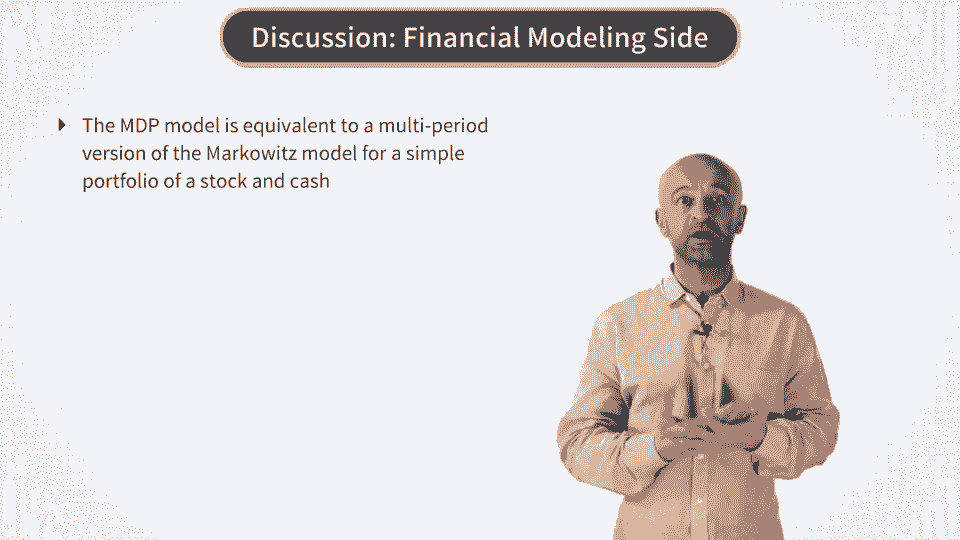 Discussion: Financial Modeling Side
The MDP model is equivalent to a multi-period
version of the Markowitz model for a simple
portfolio of a stock and cash